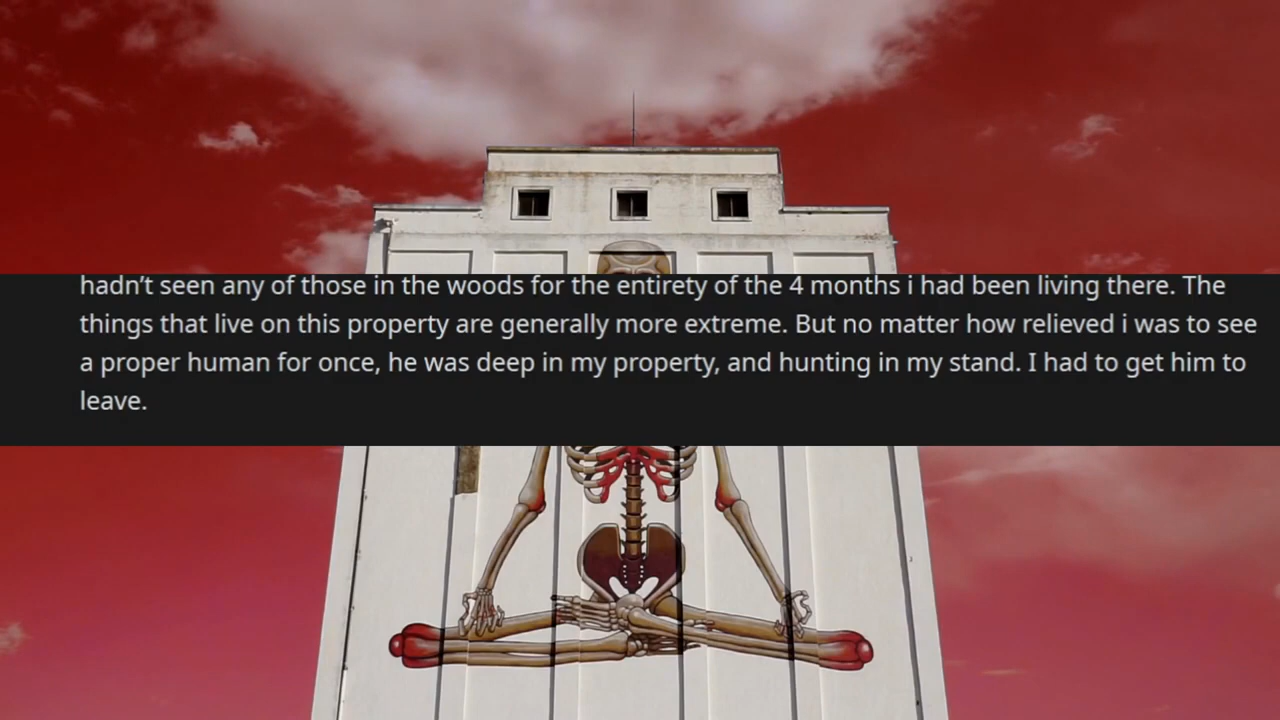 hadn't seen any of those in the woods for the entirety of the 4 months i had been living there. The
things that live on this property are generally more extreme. But no matter how relieved i was to see
a proper human for once, he was deep in my property, and hunting in my stand. I had to get him to
leave.